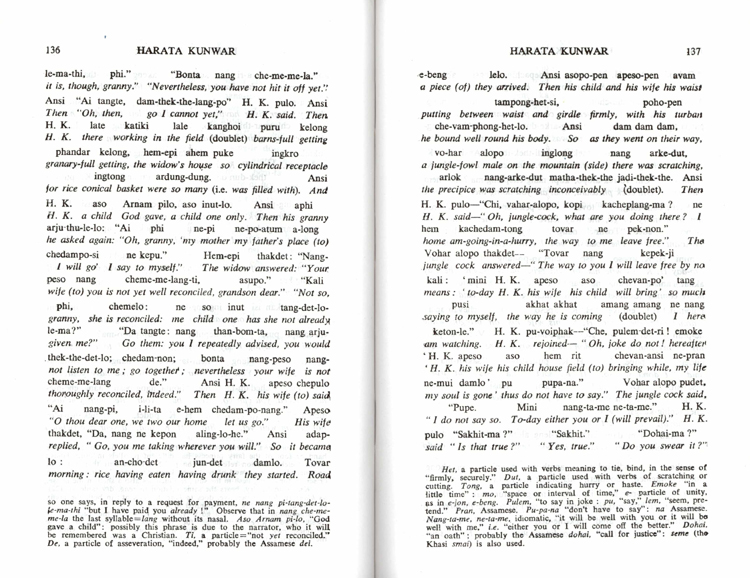 136 HARATA KUNWAR
le-ma-thi, phi." "Bonta nang che-me-me-la."
it is, though, granny." "Nevertheless, you have not hit it off yet."
Ansi "Ai tangte, dam-thek-the-lang-po" H. K. pulo. Ansi
Then "Oh, then, go I cannot yet," H. K. said. Then
H. K. late katiki lale kanghoi puru kelong
H. K. there working in the field (doublet) barns-full getting
phandar kelong, hem-epi ahem puke ingkro
granary-full getting, the widow's house so cylindrical receptacle
ingtong ardung-dung. Ansi
for rice conical basket were so many (i.e. was filled with). And
H. K. aso Arnam pilo, aso inut-lo. Ansi aphi
H. K. a child God gave, a child one only. Then his granny
arju-thu-le-lo: "Ai phi ne-pi ne-po-atum a-long
he asked again: "Oh, granny, 'my mother my father's place (to)
chedampo-si ne kepu." Hem-epi thakdet: "Nang-
I will go' I say to myself." The widow answered: "Your
peso nang cheme-me-lang-ti, asupo." "Kali
wife (to) you is not yet well reconciled, grandson dear." "Not so,
phi, chemelo: ne so inut tang-det-lo-
granny, she is reconciled: me child one has she not already
le-ma?" "Da tangte: nang than-bom-ta, nang arju-
given me?" Go them: you I repeatedly advised, you would
thek-the-det-lo; chedam-non; bonta nang-peso nang-
not listen to me; go together; nevertheless your wife is not
cheme-me-lang de." Ansi H. K. apeso chepulo
thoroughly reconciled, indeed." Then H. K. his wife (to) said
"Ai nang-pi, i-li-ta e-hem chedam-po-nang." Apeso
"O thou dear one, we two our home let us go." His wife
thakdet, "Da, nang ne kepon aling-lo-he." Ansi adap-
replied, " Go, you me taking wherever you will." So it became
lo : an-cho-det jun-det damlo. Tovar
morning : rice having eaten having drunk they started. Road
so one says, in reply to a request for payment, ne nang pi-tang-det-lo-
le-ma-thi "but I have paid you already !". Observe that in nang che-me-
me-la the last syllable=lang without its nasal. Aso Arnam pi-lo, "God
gave a child": possibly this phrase is due to the narrator, who it will
be remembered was a Christian. Ti, a particle="not yet reconciled."
De, a particle of asseveration, "indeed," probably the Assamese dei.
HARATA KUNWAR 137
e-beng lelo. Ansi asopo-pen apeso-pen avam
a piece (of) they arrived. Then his child and his wife his waist
tampong-het-si, poho-pen
putting between waist and girdle firmly, with his turban
che-vam-phong-het-lo. Ansi dam dam dam,
he bound well round his body. So as they went on their way,
vo-har alopo inglong nang arke-dut,
a jungle-fowl male on the mountain (side) there was scratching,
arlok nang-arke-dut matha-thek-the jadi-thek-the. Ansi
the precipice was scratching inconceivably (doublet). Then
H. K. pulo—"Chi, vahar-alopo, kopi kacheplang-ma ? ne
H. K. said—" Oh, jungle-cock, what are you doing there ? I
hem kachedam-tong tovar ne pek-non."
home am-going-in-a-hurry, the way to me leave free." The
Vohar alopo thakdet-- "Tovar nang kepek-ji
jungle cock answered—" The way to you I will leave free by no
kali : 'mini H. K. apeso aso chevan-po' tang
means : ' to-day H. K. his wife his child will bring' so much
pusi akhat akhat amang amang ne nang
saying to myself, the way he is coming (doublet) I here
keton-le." H. K. pu-voiphak—"Che, pulem-det-ri ! emoke
am watching. H. K. rejoined— " Oh, joke do not ! hereafter
' H. K. apeso aso hem rit chevan-ansi ne-pran
' H. K. his wife his child house field (to) bringing while, my life
ne-mui damlo ' pu pupa-na." Vohar alopo pudet,
my soul is gone ' thus do not have to say." The jungle cock said,
"Pupe. Mini nang-ta-me ne-ta-me." H. K.
" I do not say so. To-day either you or I (will prevail)." H. K.
pulo "Sakhit-ma ?" "Sakhit." "Dohai-ma ?"
said " Is that true ?" " Yes, true." " Do you swear it ?"
Het, a particle used with verbs meaning to tie, bind, in the sense of
"firmly, securely." Dut, a particle used with verbs of scratching or
cutting. Tong, a particle indicating hurry or haste. Emoke "in a
little time" : mo, "space or interval of time," e- particle of unity,
as in e-jon, e-beng. Pulem, "to say in joke : pu, "say," lem, "seem, pre-
tend." Pran, Assamese. Pu-pa-na "don't have to say": na Assamese.
Nang-ta-me, ne-ta-me, idiomatic, "it will be well with you or it will be
well with me," i.e. "either you or I will come off the better." Dohai,
"an oath" : probably the Assamese dohai, "call for justice": seme (the
Khasi smai) is also used.